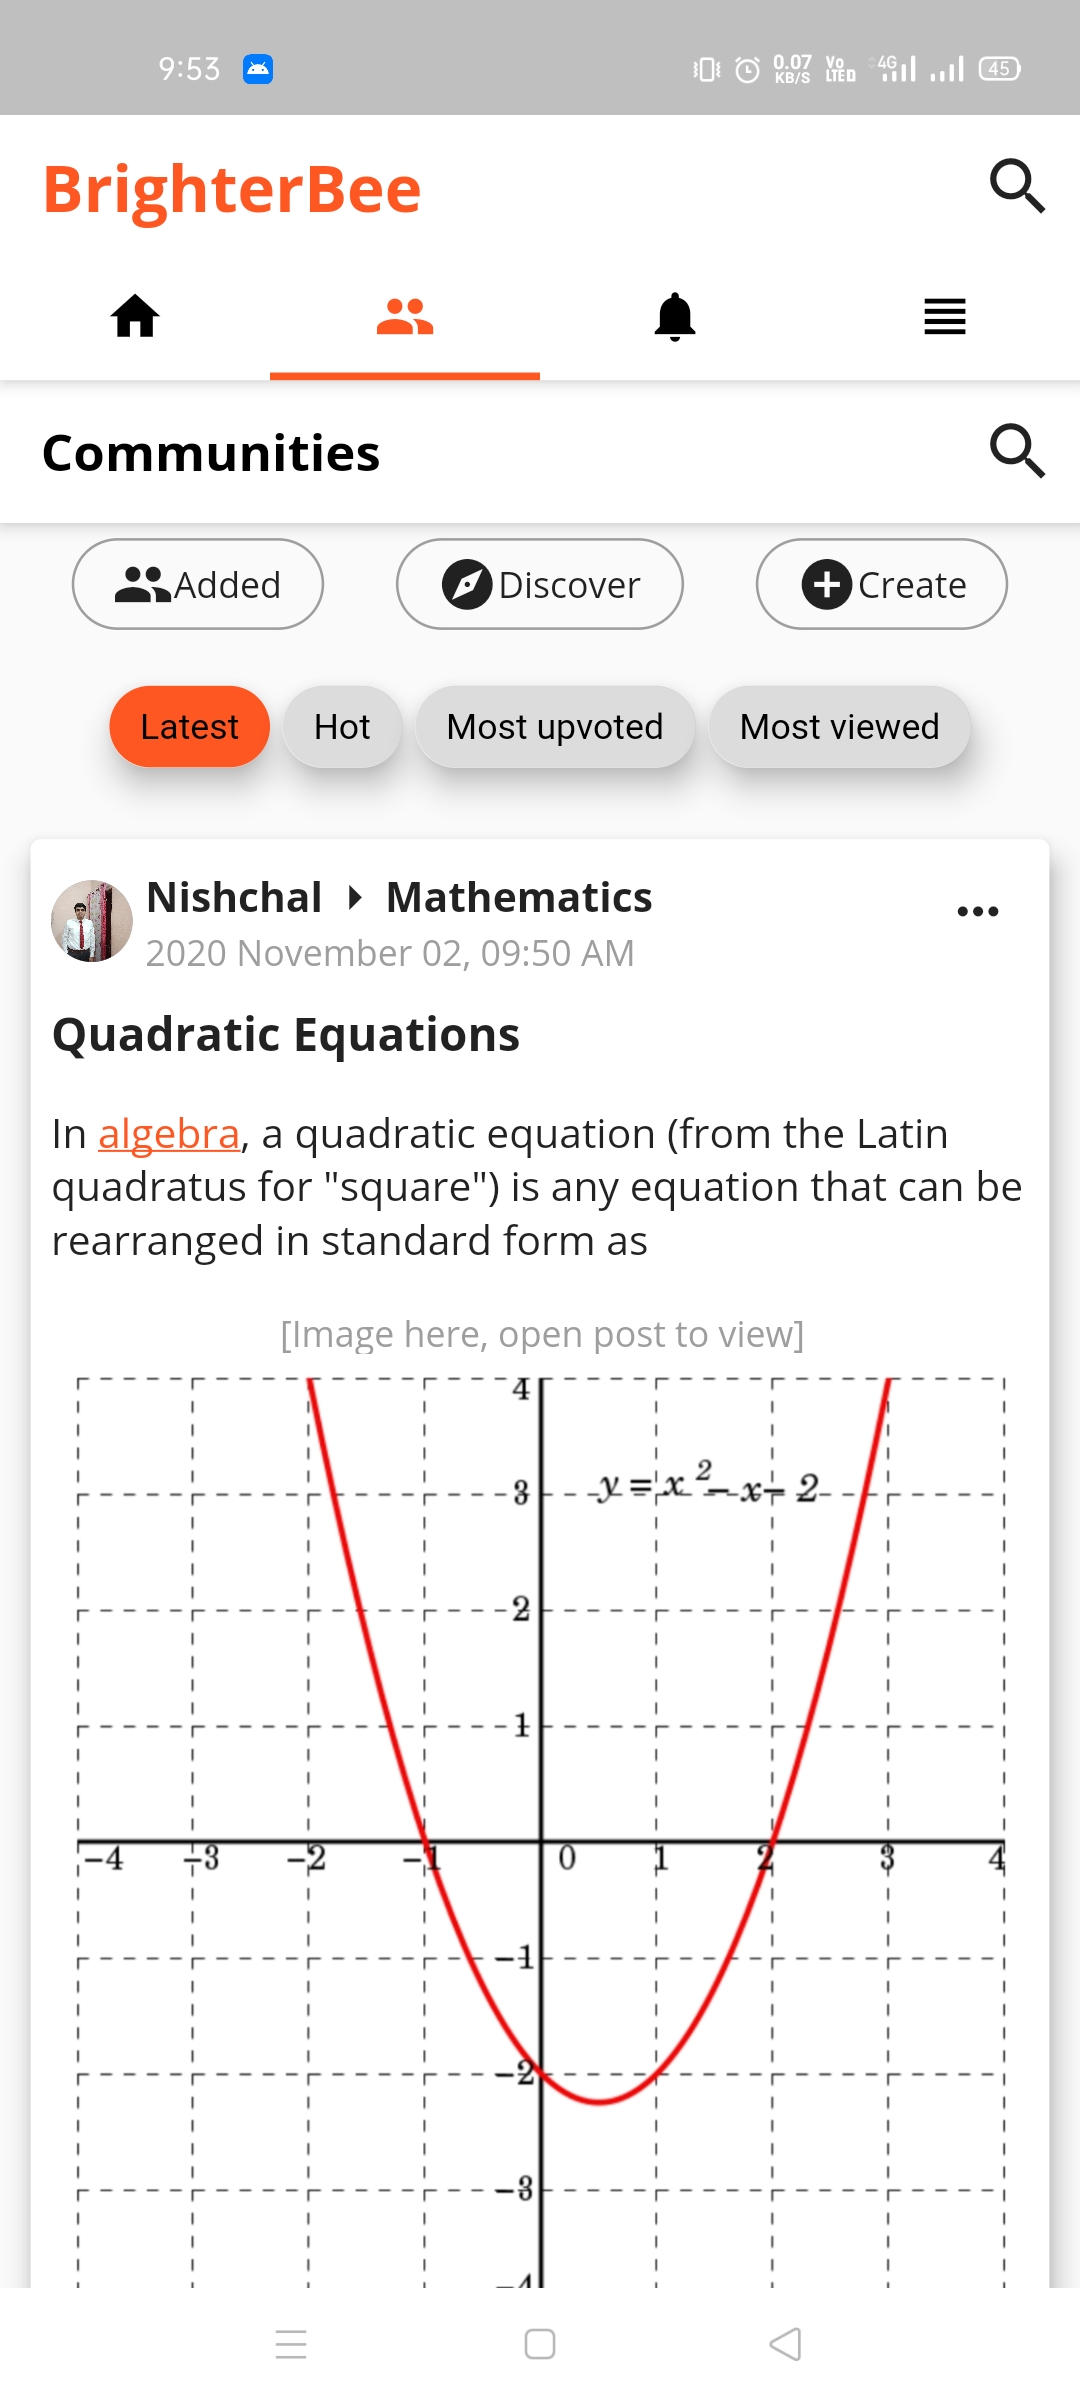 9:53 0.07 KB/S Vo LTED 4G 45
BrighterBee
Communities
Added Discover Create
Latest Hot Most upvoted Most viewed
Nishchal Mathematics
2020 November 02, 09:50 AM
Quadratic Equations
In algebra, a quadratic equation (from the Latin
quadratus for "square") is any equation that can be
rearranged in standard form as
[Image here, open post to view]
4
y = x 2 – x – 2
3
2
1
–4 –3 –2 –1 0 1 2 3 4
–1
–2
–3
–4